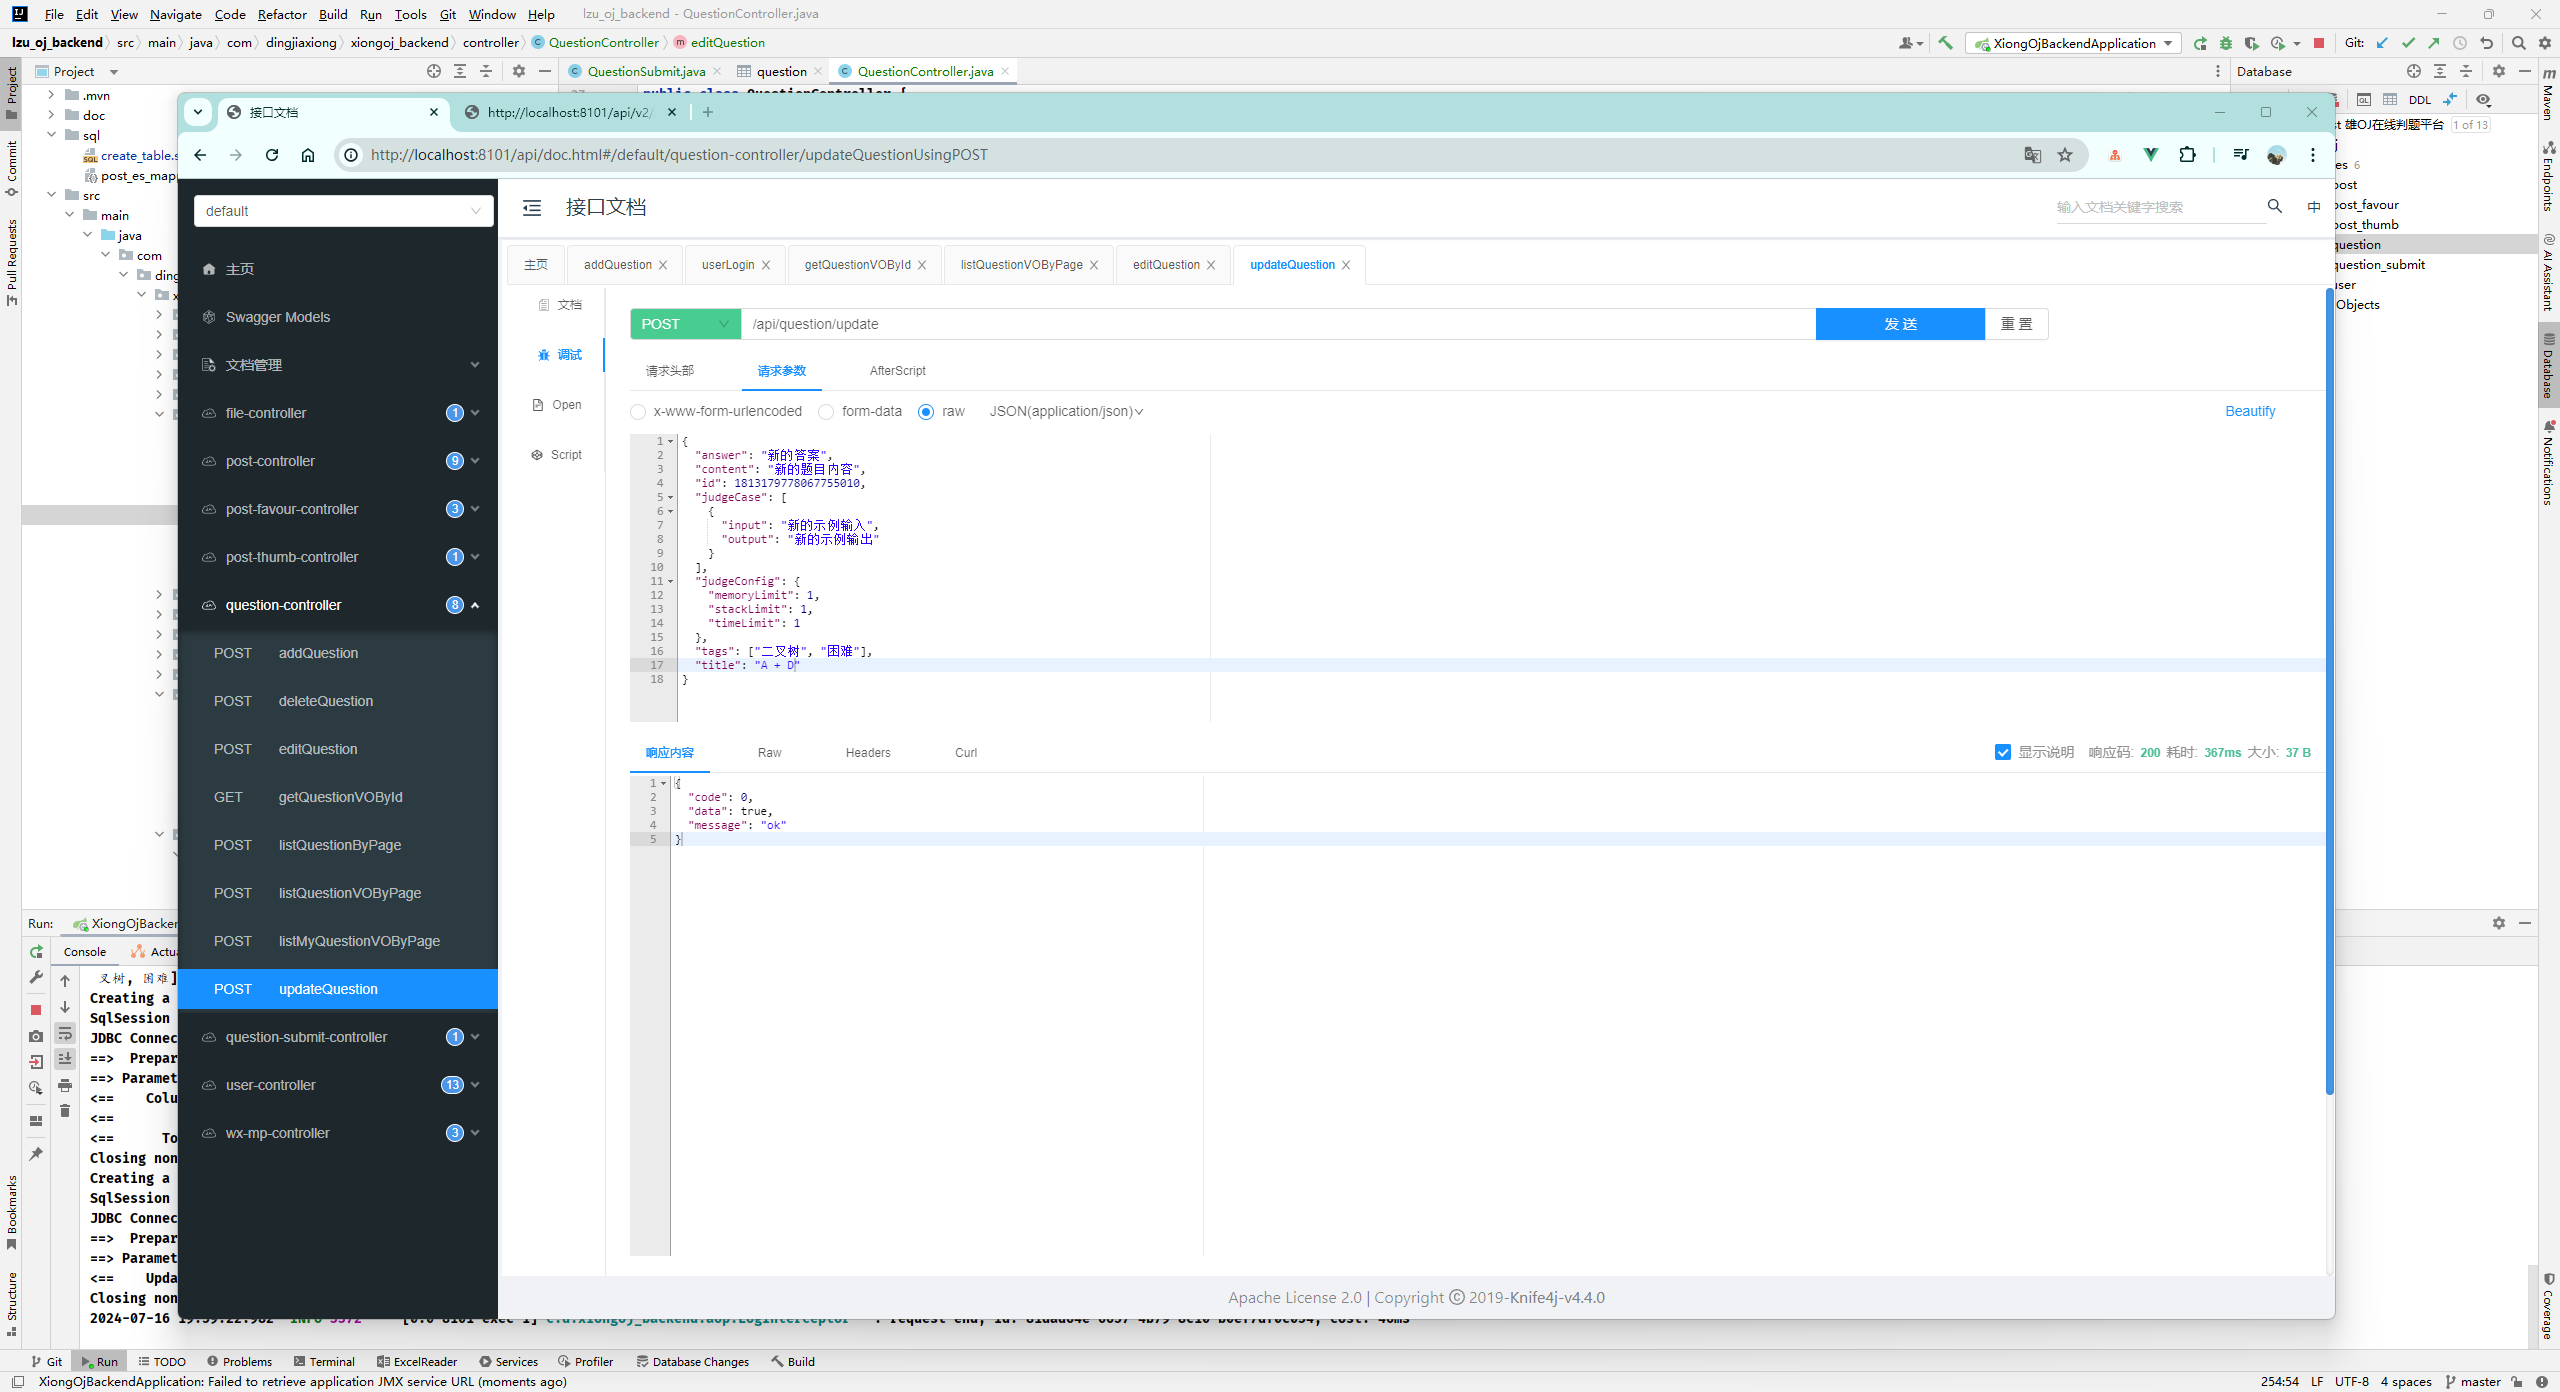 File Edit View Navigate Code Refactor Build Run Tools Git Window Help lzu_oj_backend - QuestionController.java
lzu_oj_backend src main java com dingjiaxiong xiongoj_backend controller QuestionController editQuestion
XiongOjBackendApplication Git:
Project QuestionSubmit.java question QuestionController.java Database
.mvn
doc
sql
create_table.s
post_es_map
src
main
java
com
ding
x
public class QuestionController {
DDL
雄OJ在线判题平台 1 of 13
6
post
post_favour
post_thumb
question
question_submit
user
Objects
Project
Commit
Pull Requests
Bookmarks
Structure
Maven
Endpoints
AI Assistant
Database
Notifications
Coverage
接口文档 http://localhost:8101/api/v2/
http://localhost:8101/api/doc.html#/default/question-controller/updateQuestionUsingPOST
default
接口文档
输入文档关键字搜索 中
主页 addQuestion userLogin getQuestionVOById listQuestionVOByPage editQuestion updateQuestion
主页
Swagger Models
文档管理
file-controller 1
post-controller 9
post-favour-controller 3
post-thumb-controller 1
question-controller 8
POST addQuestion
POST deleteQuestion
POST editQuestion
GET getQuestionVOById
POST listQuestionByPage
POST listQuestionVOByPage
POST listMyQuestionVOByPage
POST updateQuestion
question-submit-controller 1
user-controller 13
wx-mp-controller 3
文档
调试
Open
Script
POST /api/question/update 发 送 重 置
请求头部 请求参数 AfterScript
x-www-form-urlencoded form-data raw JSON(application/json) Beautify
1 {
2 "answer": "新的答案",
3 "content": "新的题目内容",
4 "id": 1813179778067755010,
5 "judgeCase": [
6 {
7 "input": "新的示例输入",
8 "output": "新的示例输出"
9 }
10 ],
11 "judgeConfig": {
12 "memoryLimit": 1,
13 "stackLimit": 1,
14 "timeLimit": 1
15 },
16 "tags": ["二叉树", "困难"],
17 "title": "A + D"
18 }
响应内容 Raw Headers Curl 显示说明 响应码: 200 耗时: 367ms 大小: 37 B
1 {
2 "code": 0,
3 "data": true,
4 "message": "ok"
5 }
Apache License 2.0 | Copyright © 2019-Knife4j-v4.4.0
Run: XiongOjBacken
Console Actua
叉树, 困难]
Creating a
SqlSession
JDBC Connec
==> Prepar
==> Paramet
<== Colu
<==
<== To
Closing non
Creating a
SqlSession
JDBC Connec
==> Prepar
==> Paramet
<== Upda
Closing non
Git Run TODO Problems Terminal ExcelReader Services Profiler Database Changes Build
XiongOjBackendApplication: Failed to retrieve application JMX service URL (moments ago) 254:54 LF UTF-8 4 spaces master